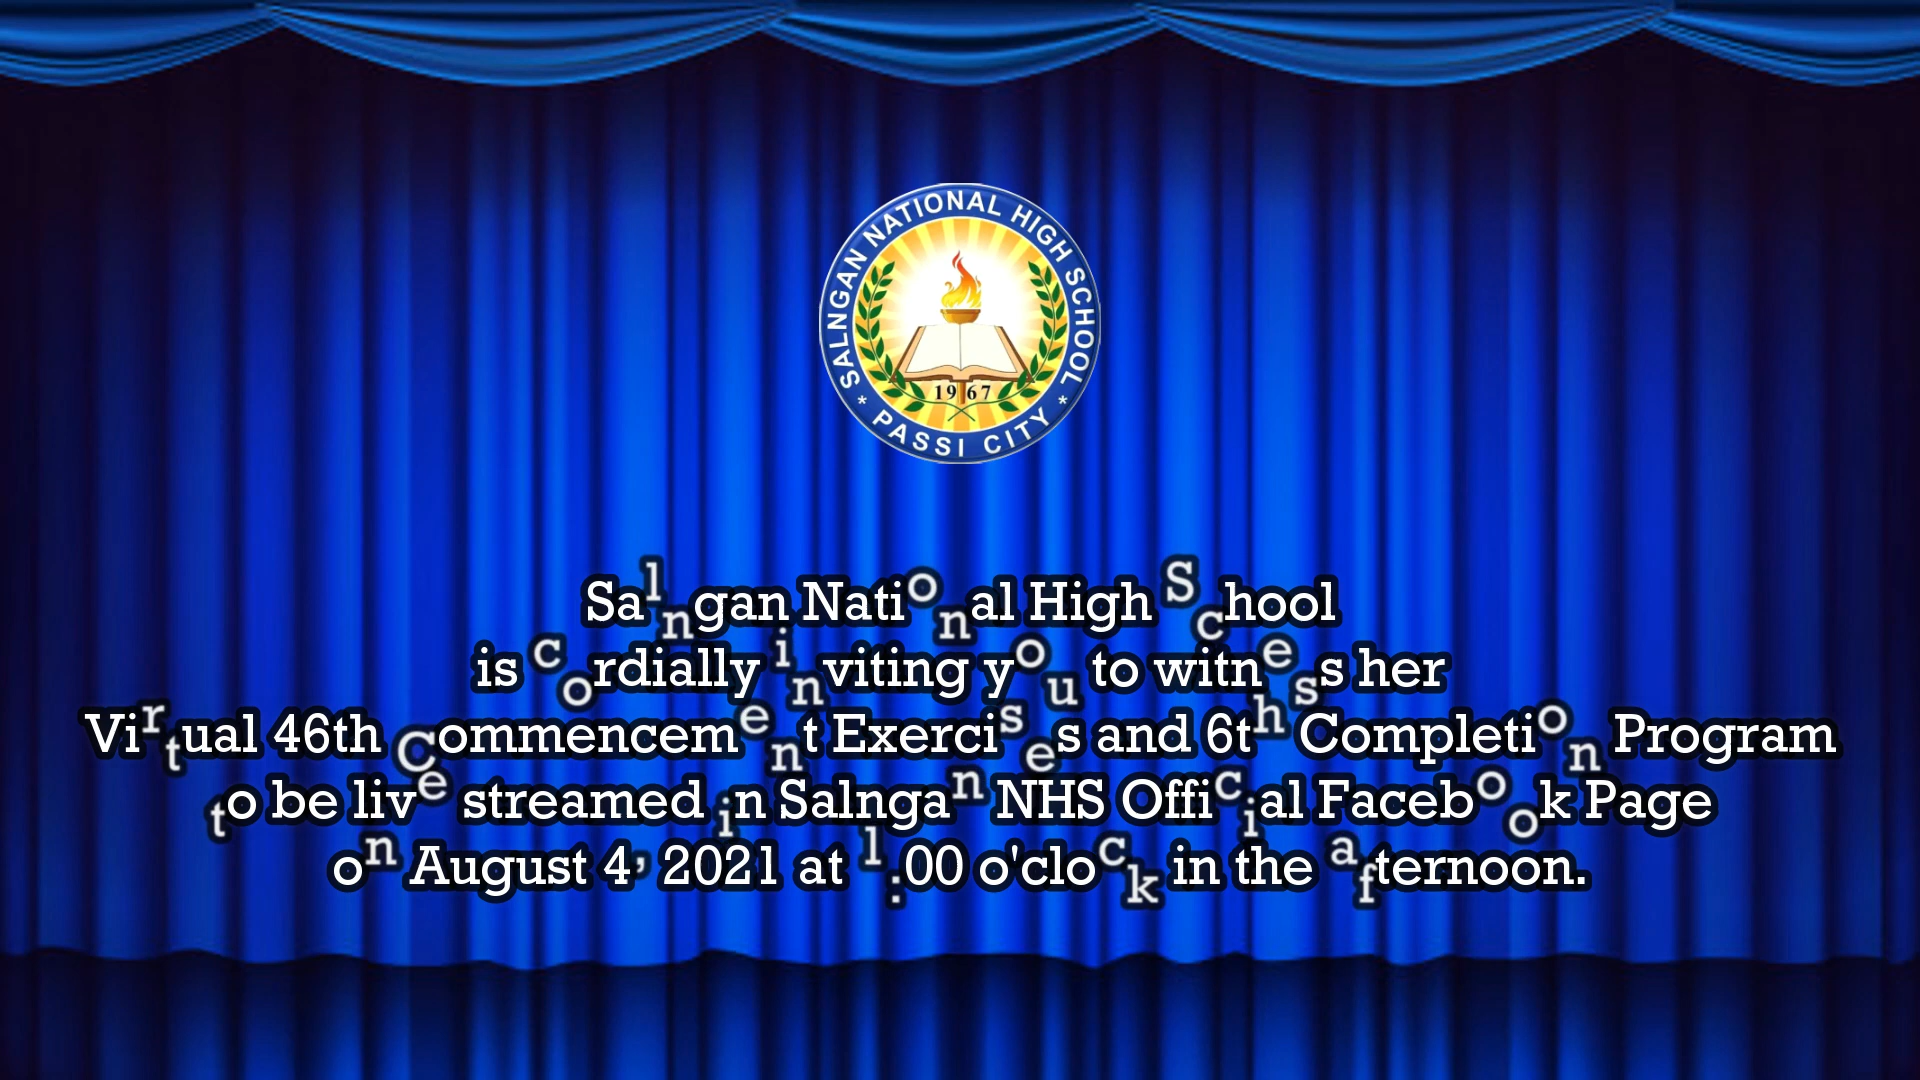 SALNGAN NATIONAL HIGH SCHOOL
* PASSI CITY *
1967
Salngan National High School
is cordially inviting you to witness her
Virtual 46th Commencement Exercises and 6th Completion Program
to be live streamed in Salngan NHS Official Facebook Page
on August 4, 2021 at 1:00 o'clock in the afternoon.